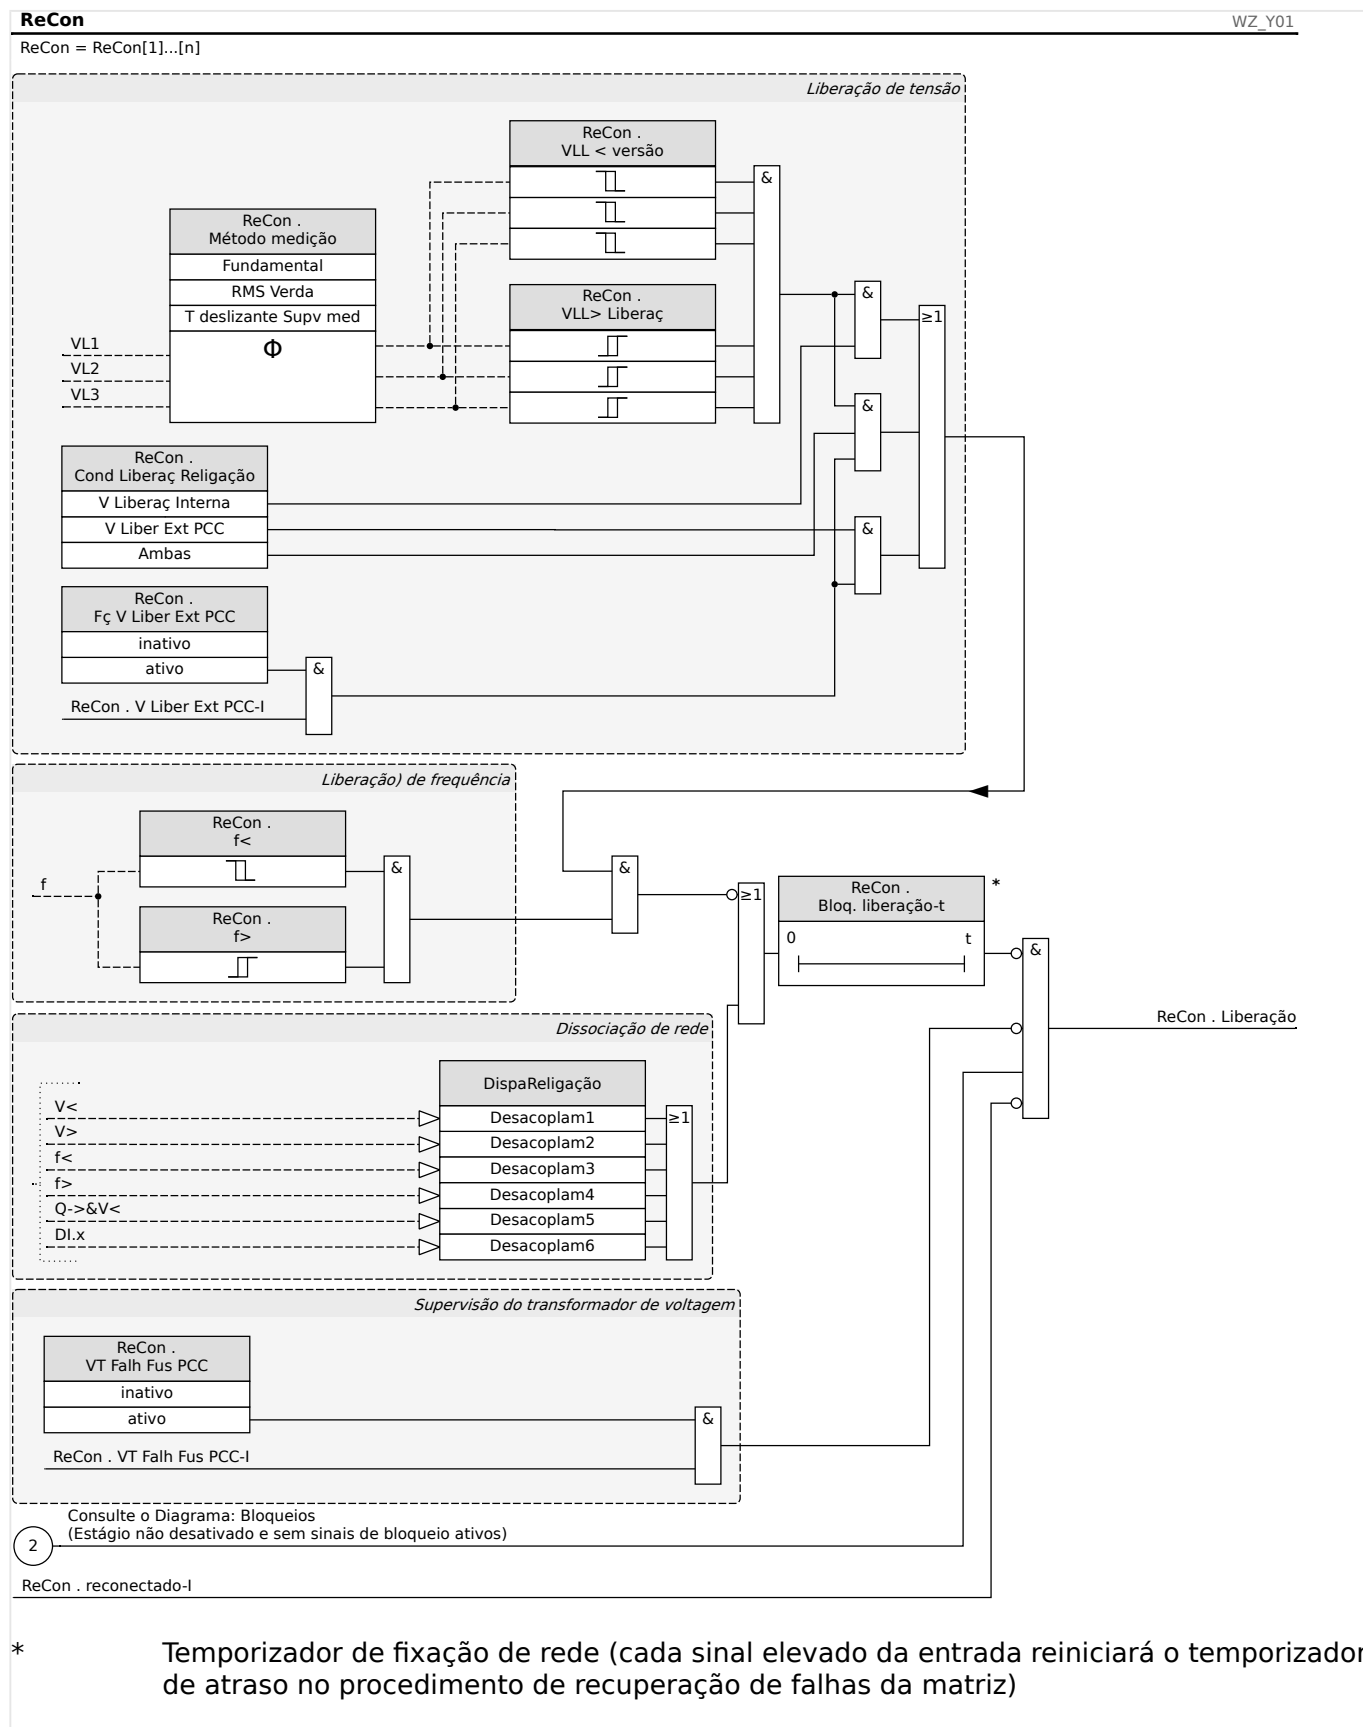 ReCon
WZ_Y01
ReCon = ReCon[1]...[n]
Liberação de tensão
ReCon .
VLL < versão
&
ReCon .
Método medição
Fundamental
RMS Verda
T deslizante Supv med
Φ
VL1
VL2
VL3
ReCon .
VLL> Liberaç
&
≥1
&
ReCon .
Cond Liberaç Religação
V Liberaç Interna
V Liber Ext PCC
Ambas
&
ReCon .
Fç V Liber Ext PCC
inativo
ativo
&
ReCon . V Liber Ext PCC-I
Liberação) de frequência
ReCon .
f<
f
&
ReCon .
f>
&
≥1
ReCon .
Bloq. liberação-t
*
0
t
&
ReCon . Liberação
Dissociação de rede
DispaReligação
V<
Desacoplam1
≥1
V>
Desacoplam2
f<
Desacoplam3
f>
Desacoplam4
Q->&V<
Desacoplam5
DI.x
Desacoplam6
Supervisão do transformador de voltagem
ReCon .
VT Falh Fus PCC
inativo
ativo
&
ReCon . VT Falh Fus PCC-I
Consulte o Diagrama: Bloqueios
(Estágio não desativado e sem sinais de bloqueio ativos)
2
ReCon . reconectado-I
* Temporizador de fixação de rede (cada sinal elevado da entrada reiniciará o temporizador
de atraso no procedimento de recuperação de falhas da matriz)